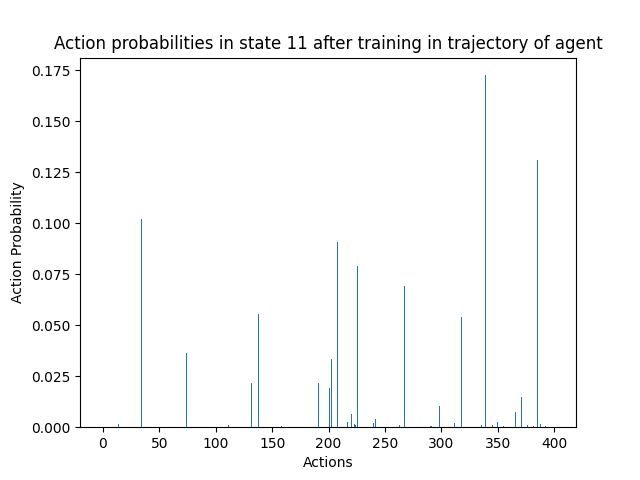 Action probabilities in state 11 after training in trajectory of agent
0.175
0.150
0.125
0.100
0.075
0.050
0.025
0.000
Action Probability
0 50 100 150 200 250 300 350 400
Actions